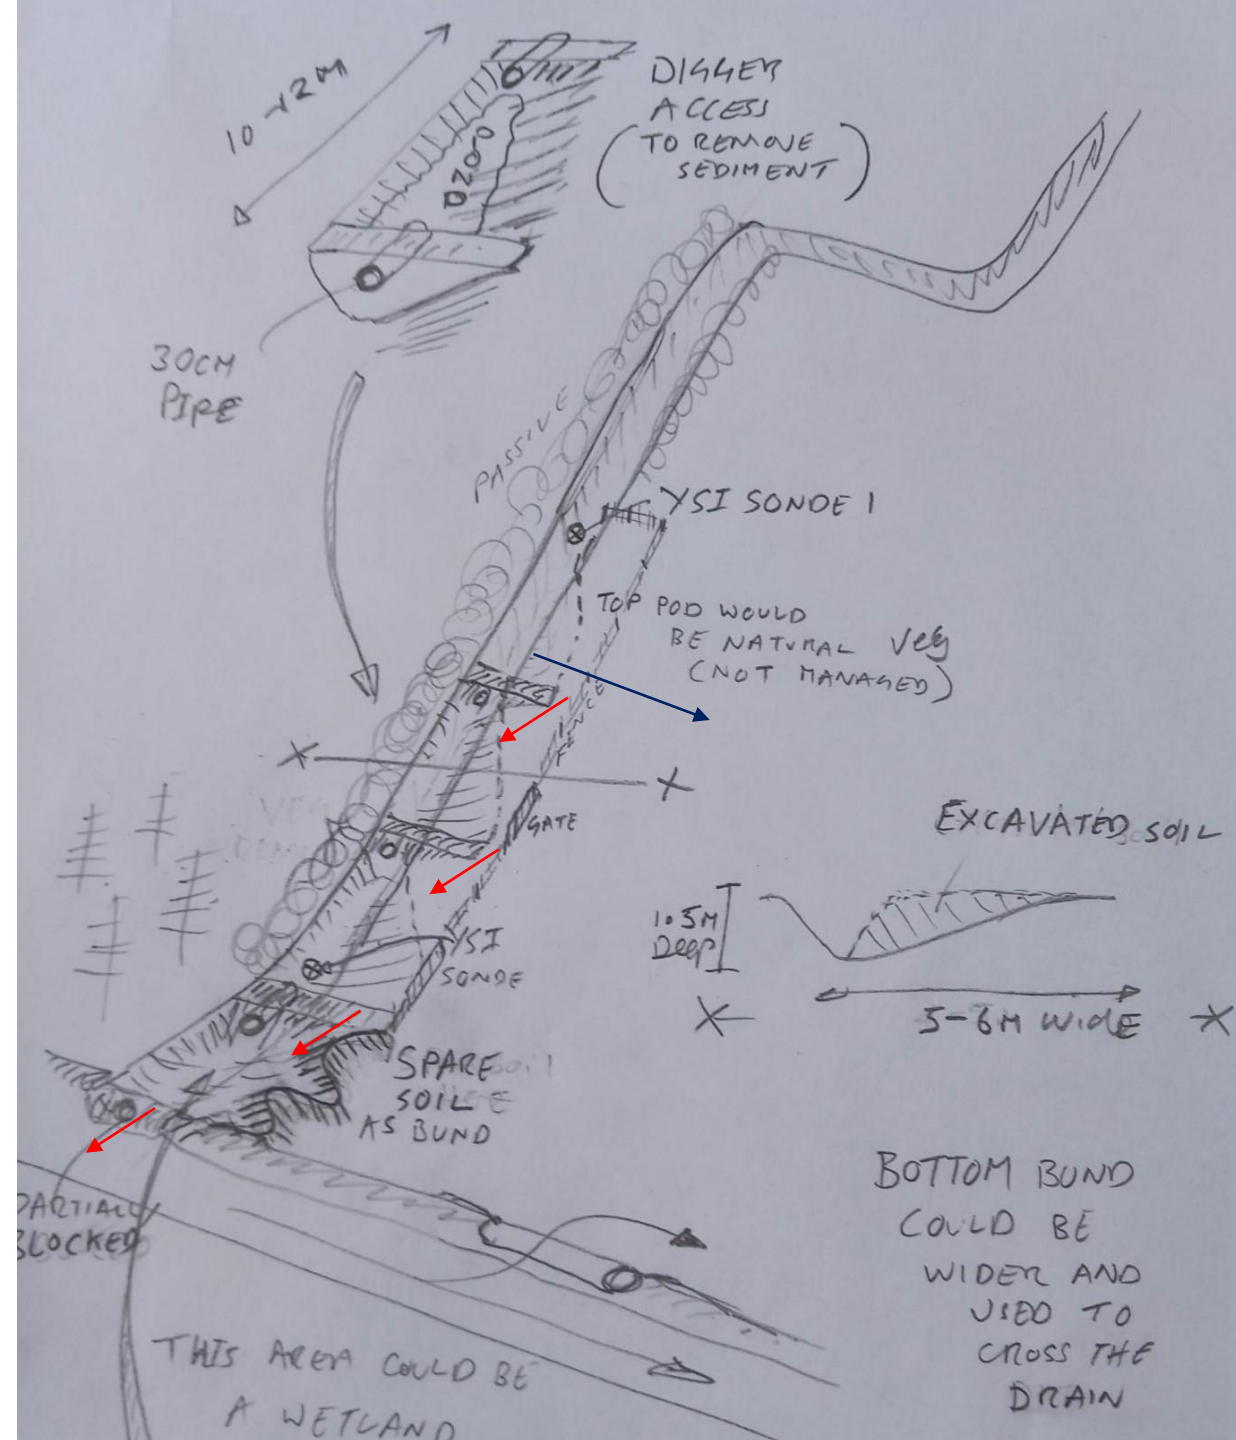 10-12M
DIGGER
ACCESS
(TO REMOVE
SEDIMENT)
OZOO
30CM
PIPE
PASSIVE
YSI SONDE 1
TOP POD WOULD
BE NATURAL VEG
(NOT MANAGED)
FENCE
GATE
EXCAVATED SOIL
1.5M
DEEP
5-6M WIDE
YSI
SONDE
SPARE
SOIL
AS BUND
PARTIALLY
BLOCKED
BOTTOM BUND
COULD BE
WIDER AND
USED TO
CROSS THE
DRAIN
THIS AREA COULD BE
A WETLAND